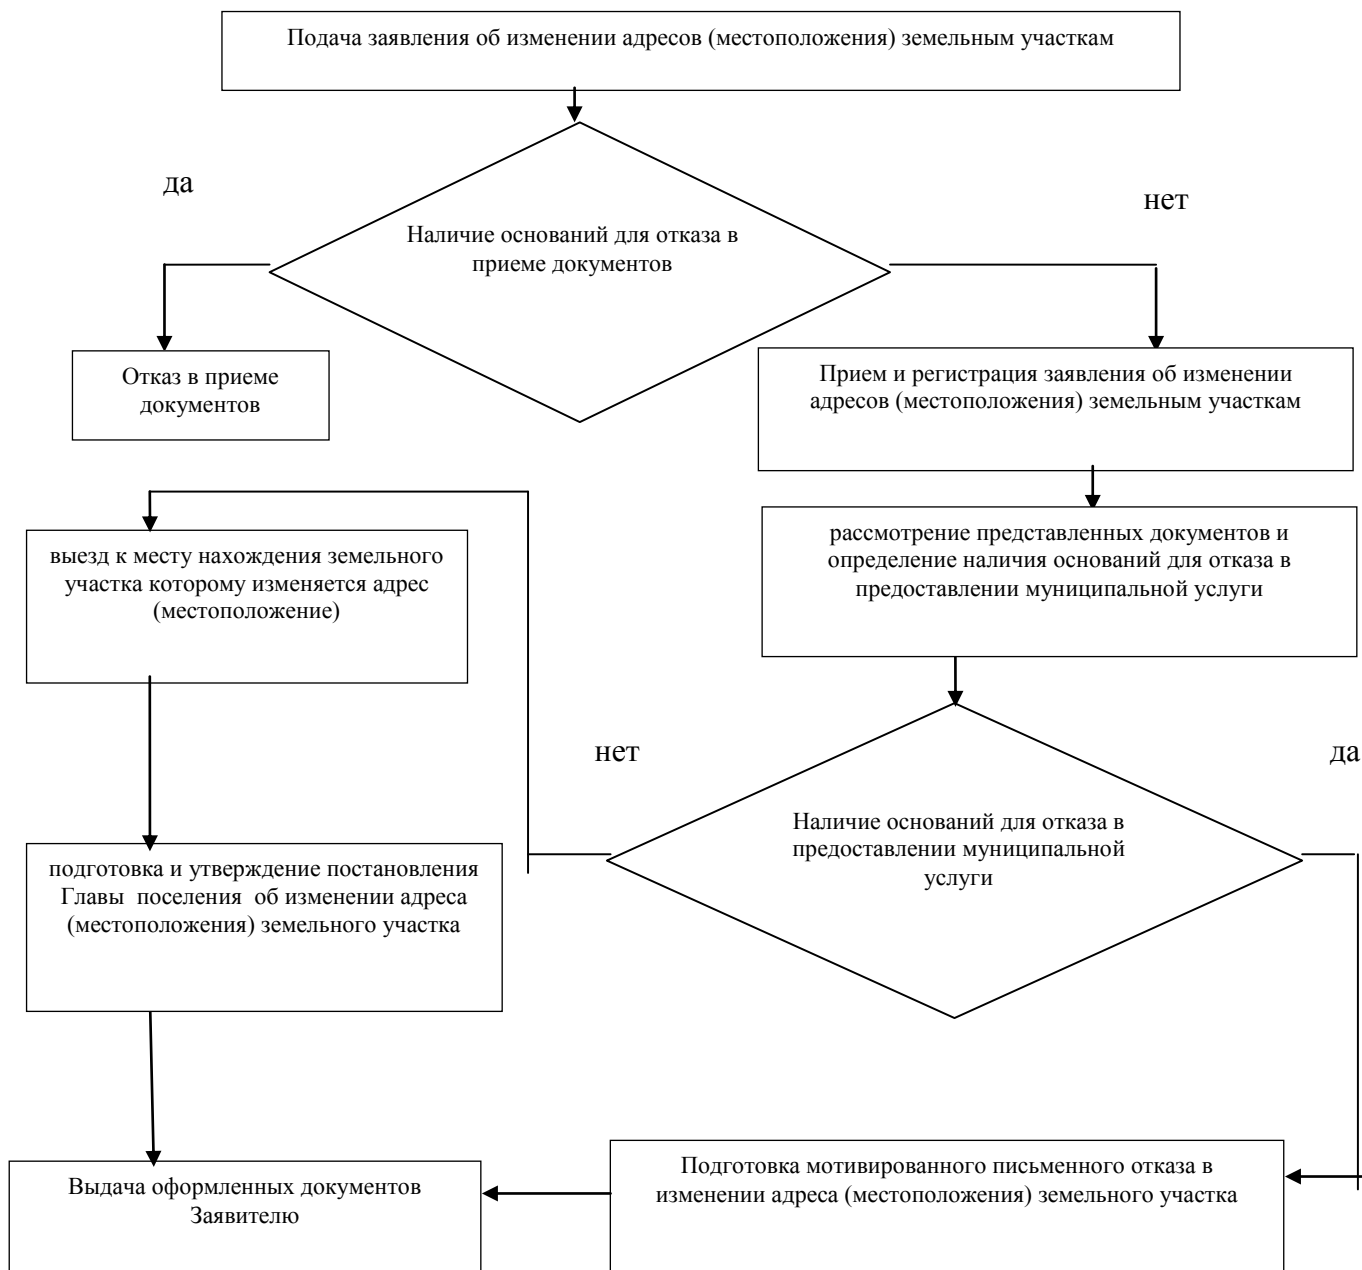 Подача заявления об изменении адресов (местоположения) земельным участкам
да
нет
Наличие оснований для отказа в
приеме документов
Отказ в приеме
документов
Прием и регистрация заявления об изменении
адресов (местоположения) земельным участкам
выезд к месту нахождения земельного
участка которому изменяется адрес
(местоположение)
рассмотрение представленных документов и
определение наличия оснований для отказа в
предоставлении муниципальной услуги
нет
да
Наличие оснований для отказа в
предоставлении муниципальной
услуги
подготовка и утверждение постановления
Главы поселения об изменении адреса
(местоположения) земельного участка
Подготовка мотивированного письменного отказа в
изменении адреса (местоположения) земельного участка
Выдача оформленных документов
Заявителю